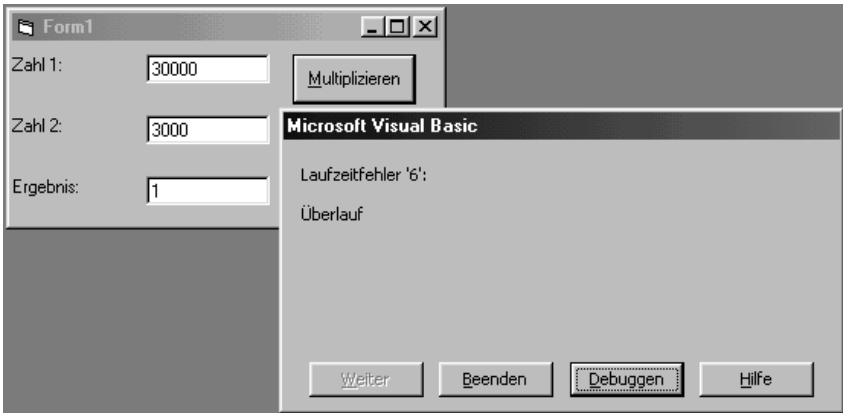 Form1
Zahl 1:
30000
Multiplizieren
Zahl 2:
3000
Ergebnis:
1
Microsoft Visual Basic
Laufzeitfehler '6':
Überlauf
Weiter
Beenden
Debuggen
Hilfe